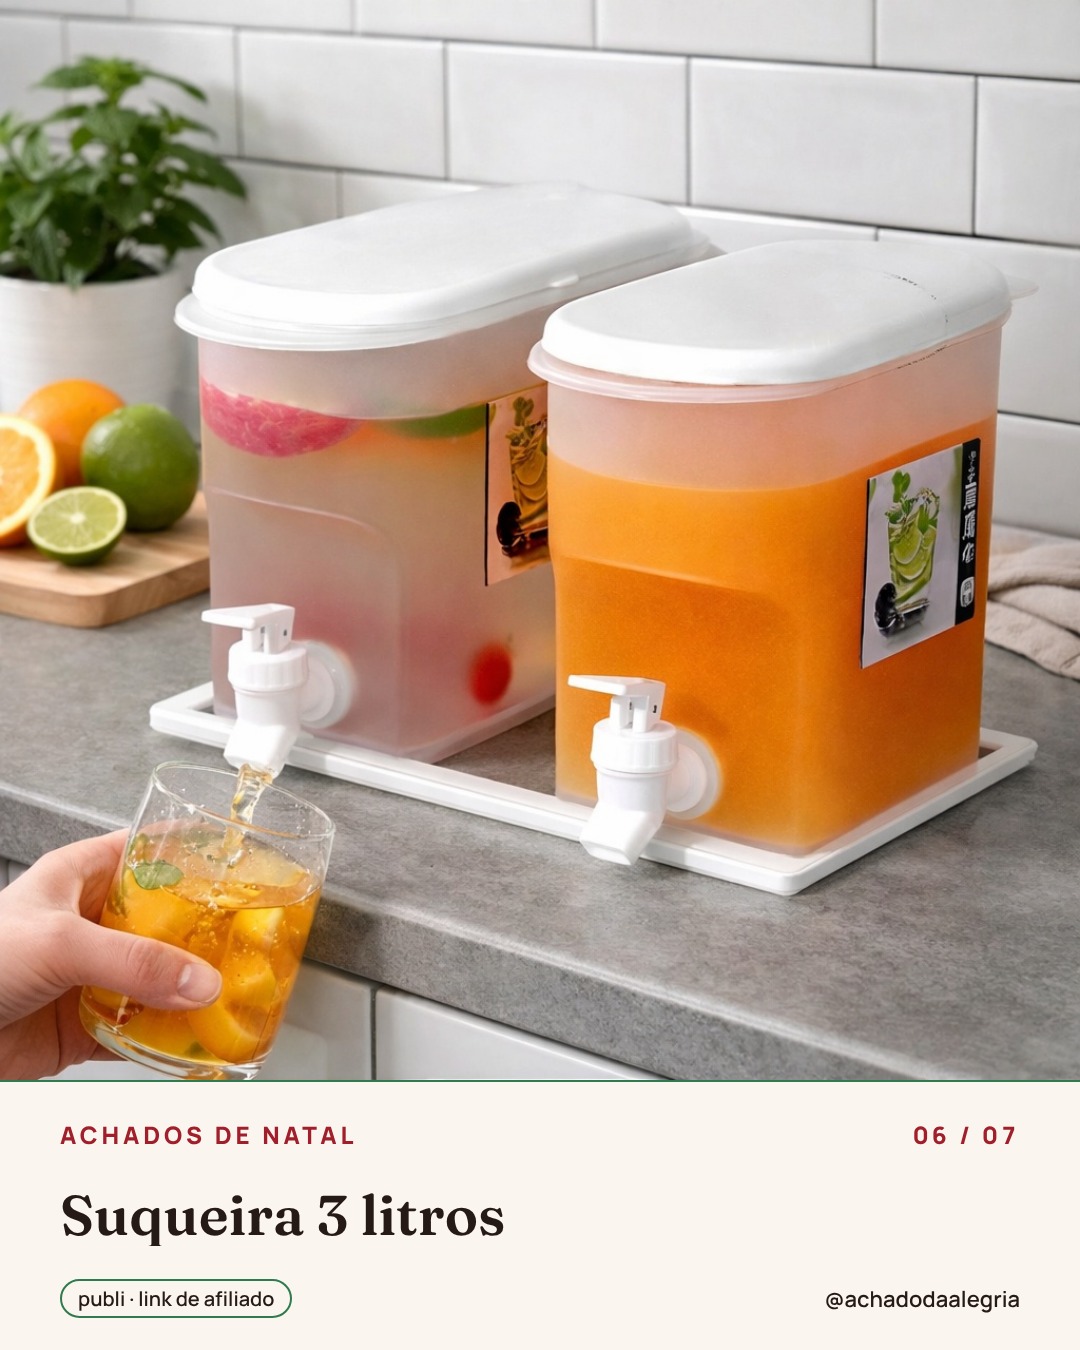 ACHADOS DE NATAL
06 / 07
Suqueira 3 litros
publi · link de afiliado
@achadodaalegria